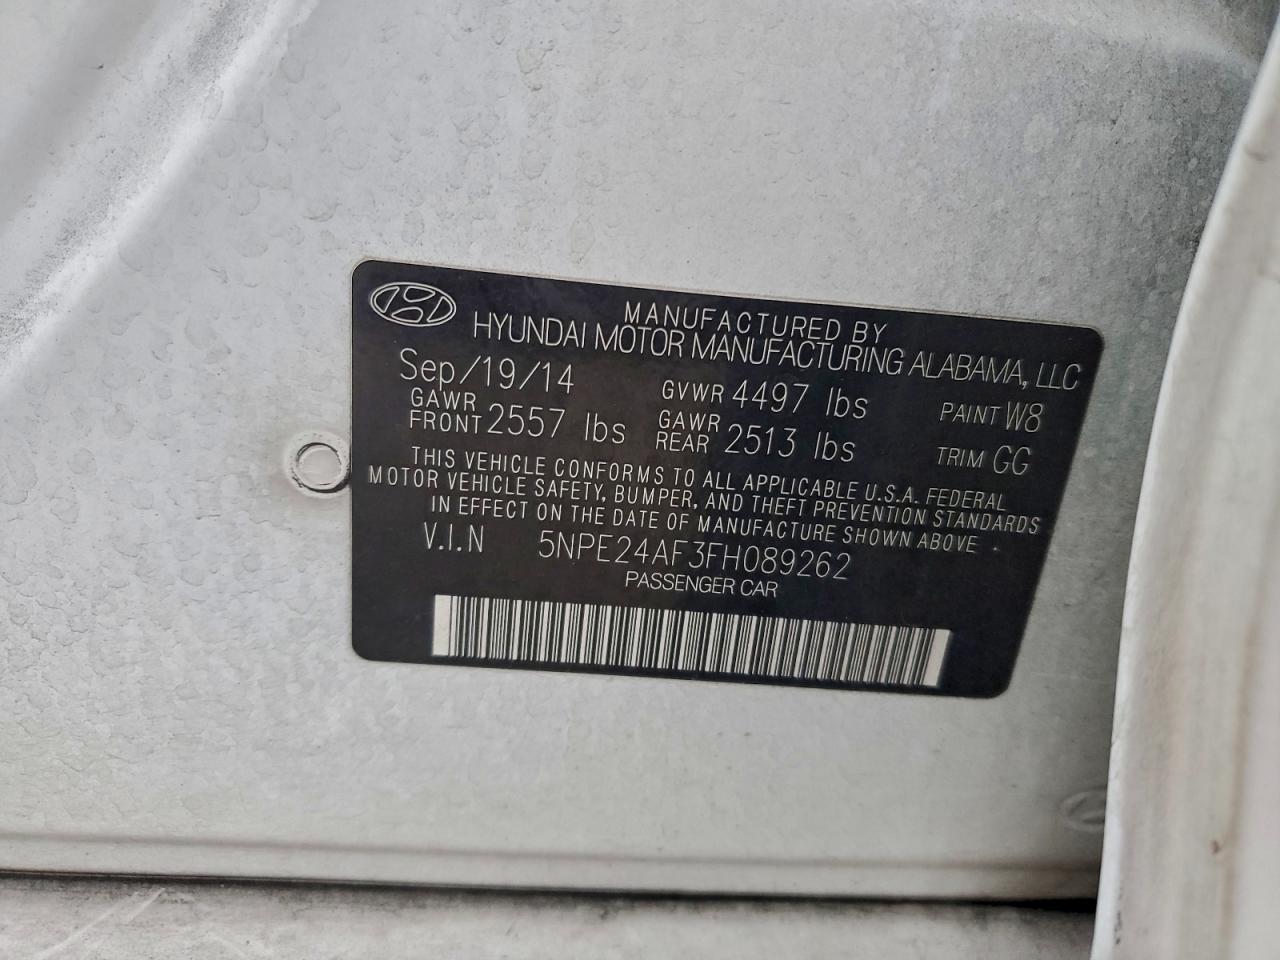 MANUFACTURED BY
HYUNDAI MOTOR MANUFACTURING ALABAMA, LLC
Sep/19/14 GVWR 4497 lbs PAINT W8
GAWR FRONT 2557 lbs GAWR REAR 2513 lbs TRIM GG
THIS VEHICLE CONFORMS TO ALL APPLICABLE U.S.A. FEDERAL
MOTOR VEHICLE SAFETY, BUMPER, AND THEFT PREVENTION STANDARDS
IN EFFECT ON THE DATE OF MANUFACTURE SHOWN ABOVE .
V.I.N 5NPE24AF3FH089262
PASSENGER CAR